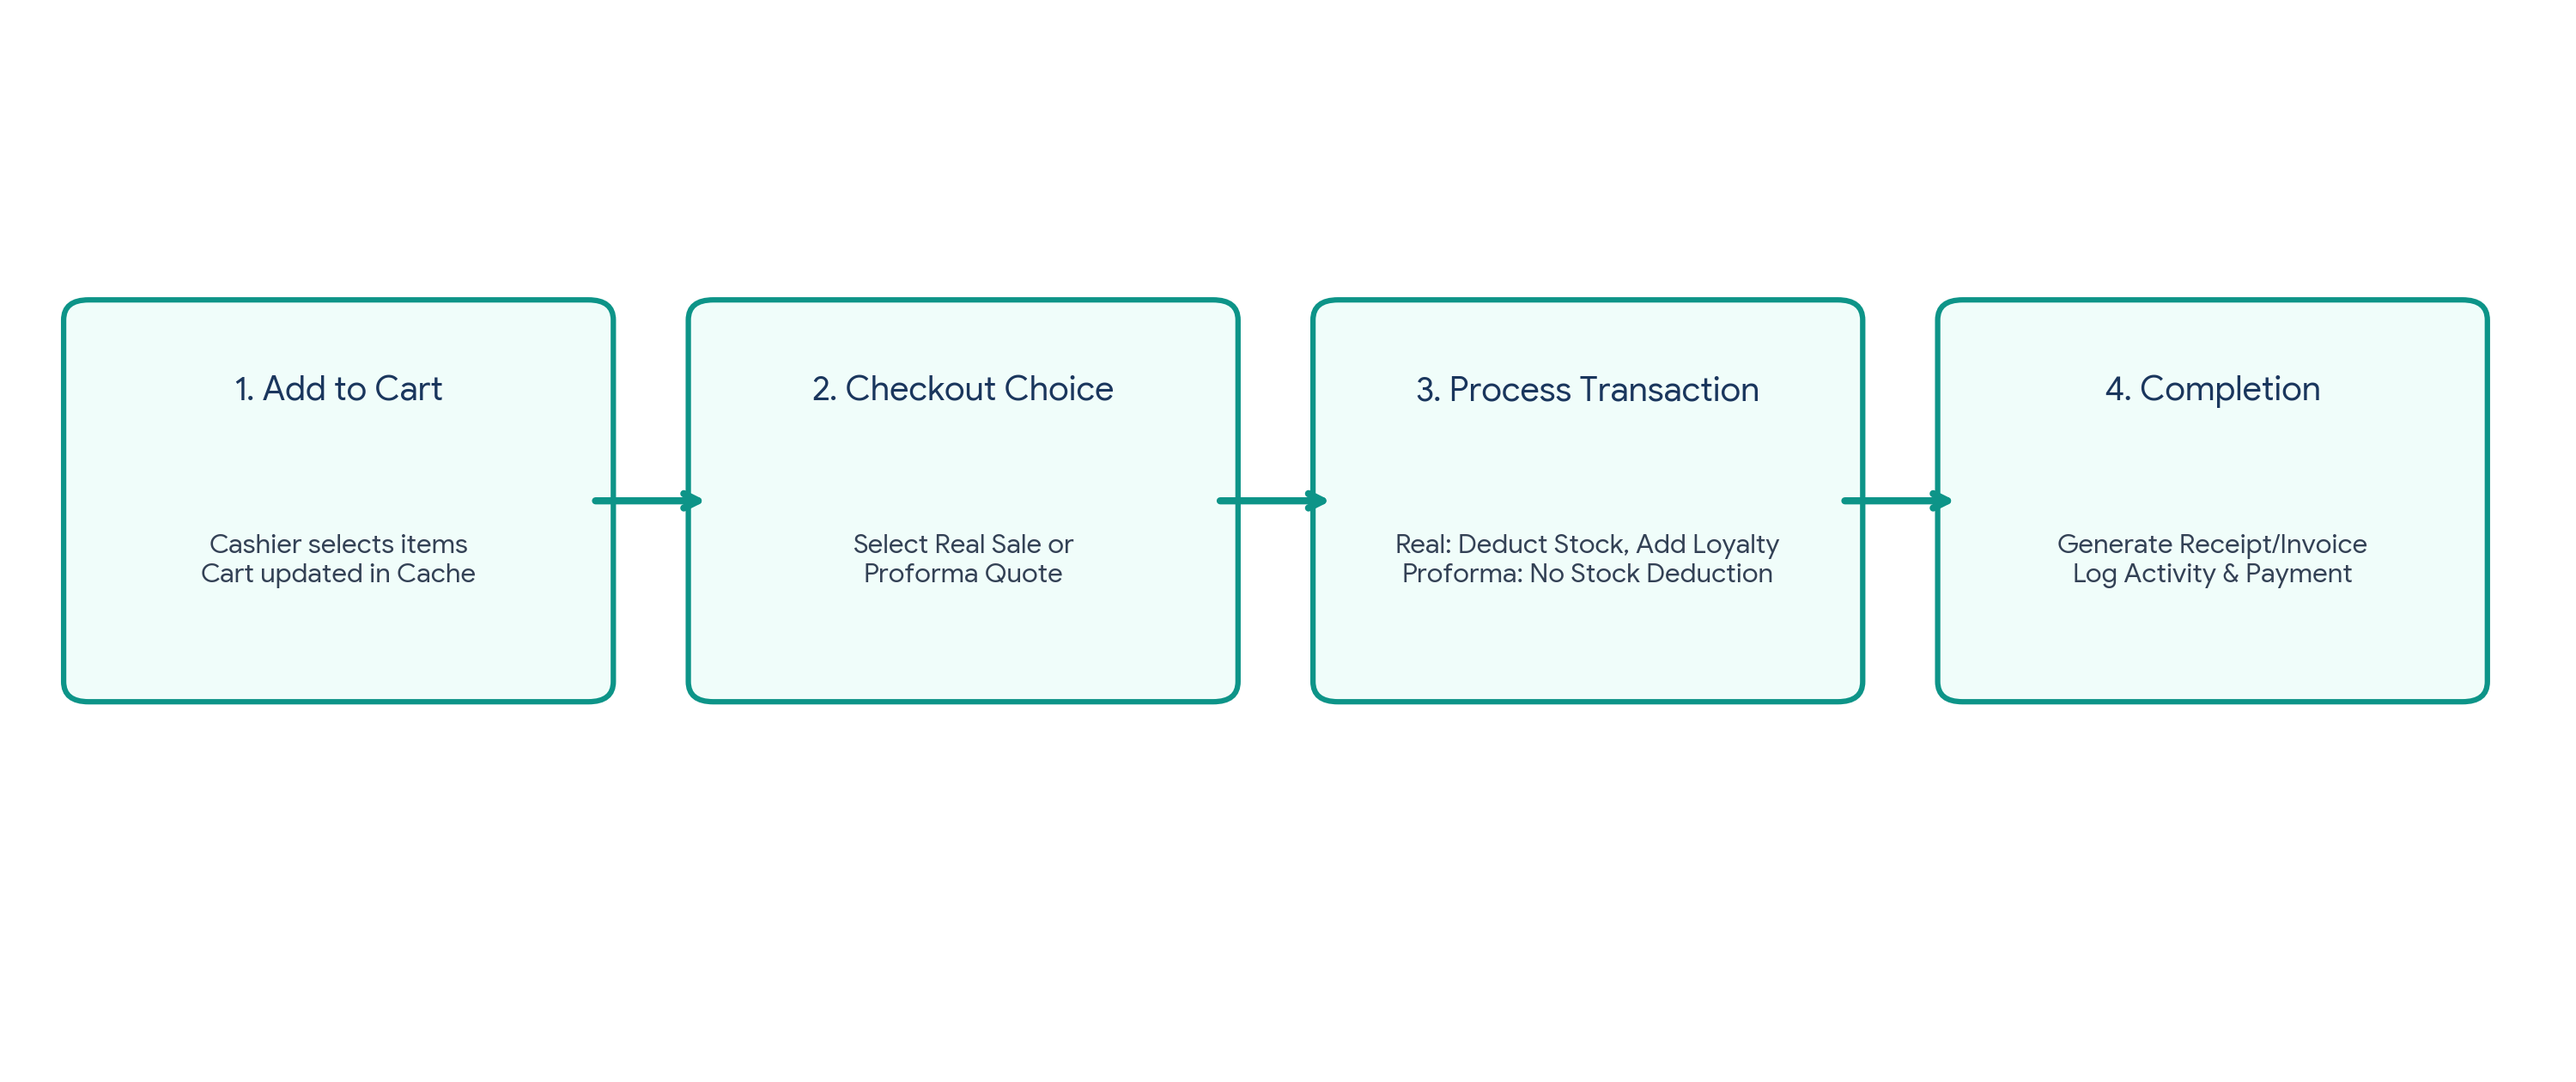 1. Add to Cart
Cashier selects items
Cart updated in Cache
2. Checkout Choice
Select Real Sale or
Proforma Quote
3. Process Transaction
Real: Deduct Stock, Add Loyalty
Proforma: No Stock Deduction
4. Completion
Generate Receipt/Invoice
Log Activity & Payment